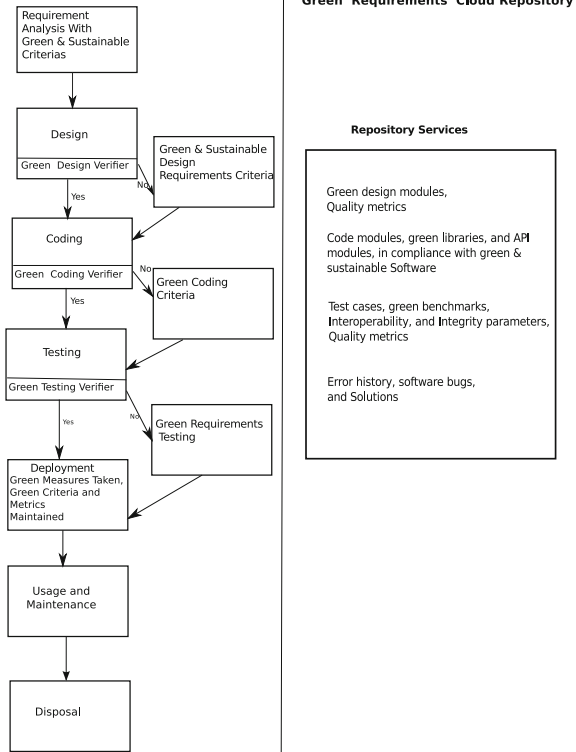 Requirement
Analysis With
Green & Sustainable
Criterias
Design
Green Design Verifier
Yes
No
Green & Sustainable
Design
Requirements Criteria
Coding
Green Coding Verifier
Yes
No
Green Coding
Criteria
Testing
Green Testing Verifier
Yes
No
Green Requirements
Testing
Deployment
Green Measures Taken,
Green Criteria and
Metrics
Maintained
Usage and
Maintenance
Disposal
Green Requirements Cloud Repository
Repository Services
Green design modules,
Quality metrics
Code modules, green libraries, and API
modules, in compliance with green &
sustainable Software
Test cases, green benchmarks,
Interoperability, and Integrity parameters,
Quality metrics
Error history, software bugs,
and Solutions